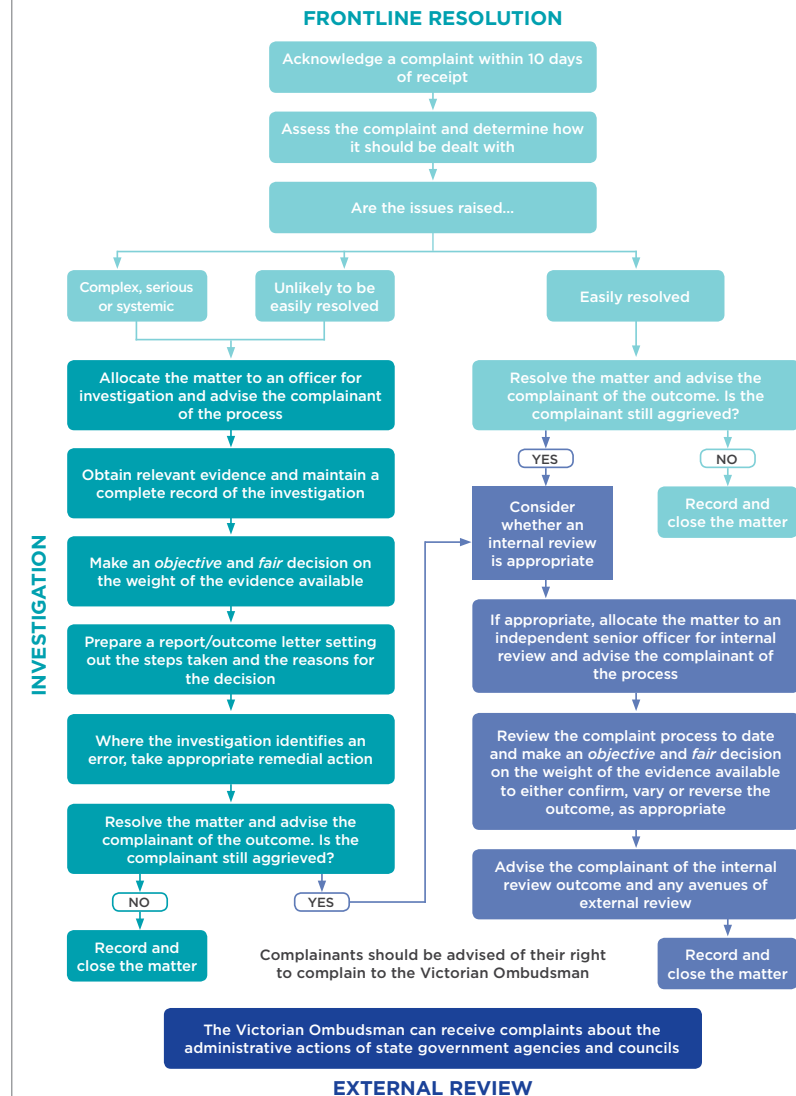 FRONTLINE RESOLUTION
Acknowledge a complaint within 10 days
of receipt
Assess the complaint and determine how
it should be dealt with
Are the issues raised...
Complex, serious
or systemic
Unlikely to be
easily resolved
Easily resolved
INVESTIGATION
Allocate the matter to an officer for
investigation and advise the complainant
of the process
Obtain relevant evidence and maintain a
complete record of the investigation
Make an objective and fair decision on
the weight of the evidence available
Prepare a report/outcome letter setting
out the steps taken and the reasons for
the decision
Where the investigation identifies an
error, take appropriate remedial action
Resolve the matter and advise the
complainant of the outcome. Is the
complainant still aggrieved?
NO
YES
Record and
close the matter
Resolve the matter and advise the
complainant of the outcome. Is the
complainant still aggrieved?
YES
NO
Record and
close the matter
Consider
whether an
internal review
is appropriate
If appropriate, allocate the matter to an
independent senior officer for internal
review and advise the complainant of
the process
Review the complaint process to date
and make an objective and fair decision
on the weight of the evidence available
to either confirm, vary or reverse the
outcome, as appropriate
Advise the complainant of the internal
review outcome and any avenues of
external review
Record and
close the matter
Complainants should be advised of their right
to complain to the Victorian Ombudsman
The Victorian Ombudsman can receive complaints about the
administrative actions of state government agencies and councils
EXTERNAL REVIEW